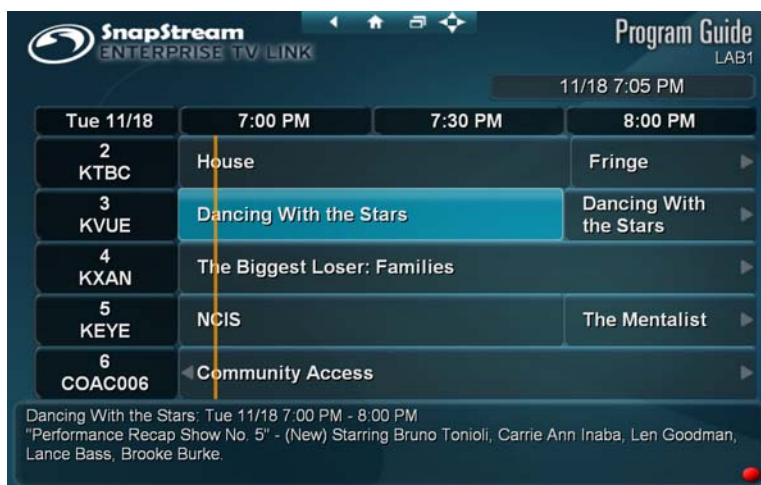 SnapStream
ENTERPRISE TV LINK
Program Guide
LAB1
11/18 7:05 PM
Tue 11/18 7:00 PM 7:30 PM 8:00 PM
2
KTBC
House
Fringe
3
KVUE
Dancing With the Stars
Dancing With
the Stars
4
KXAN
The Biggest Loser: Families
5
KEYE
NCIS
The Mentalist
6
COAC006
Community Access
Dancing With the Stars: Tue 11/18 7:00 PM - 8:00 PM
"Performance Recap Show No. 5" - (New) Starring Bruno Tonioli, Carrie Ann Inaba, Len Goodman,
Lance Bass, Brooke Burke.